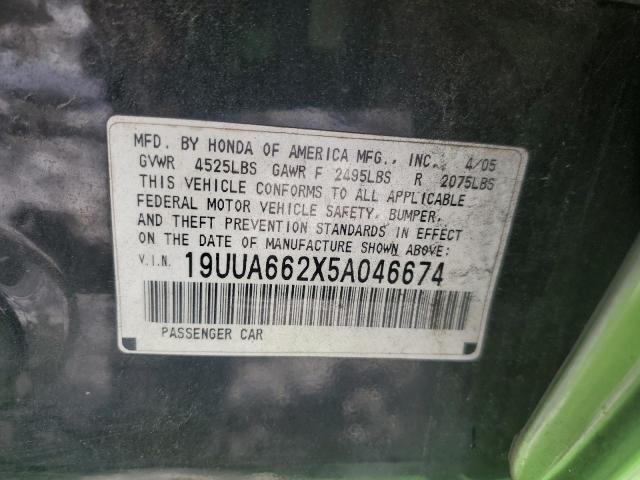 MFD. BY HONDA OF AMERICA MFG., INC. 4/05
GVWR 4525LBS GAWR F 2495LBS R 2075LBS
THIS VEHICLE CONFORMS TO ALL APPLICABLE
FEDERAL MOTOR VEHICLE SAFETY, BUMPER,
AND THEFT PREVENTION STANDARDS IN EFFECT
ON THE DATE OF MANUFACTURE SHOWN ABOVE:
V.I.N. 19UUA662X5A046674
PASSENGER CAR